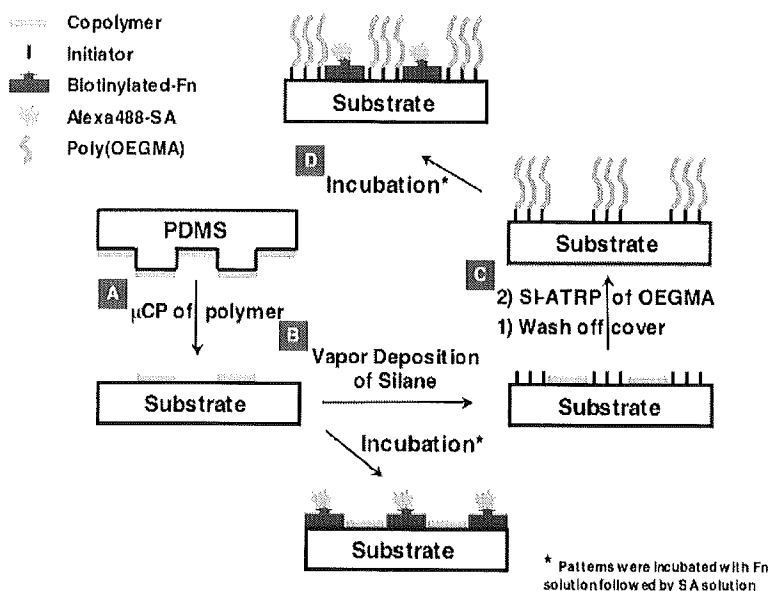 Copolymer
Initiator
Biotinylated-Fn
Alexa488-SA
Poly(OEGMA)
Substrate
D
Incubation*
PDMS
Substrate
A
μCP of polymer
C
2) SI-ATRP of OEGMA
1) Wash off cover
B
Vapor Deposition
of Silane
Substrate
Substrate
Incubation*
Substrate
* Patterns were incubated with Fn
solution followed by SA solution